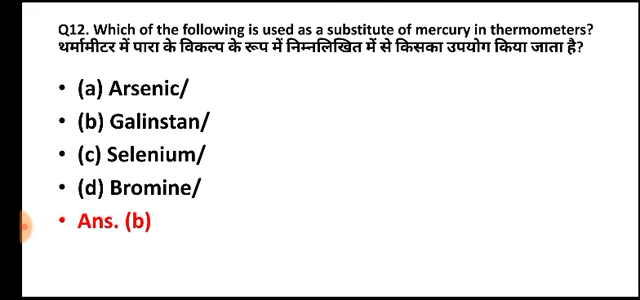 Q12. Which of the following is used as a substitute of mercury in thermometers?
थर्मामीटर में पारा के विकल्प के रूप में निम्नलिखित में से किसका उपयोग किया जाता है?
• (a) Arsenic/
• (b) Galinstan/
• (c) Selenium/
• (d) Bromine/
• Ans. (b)